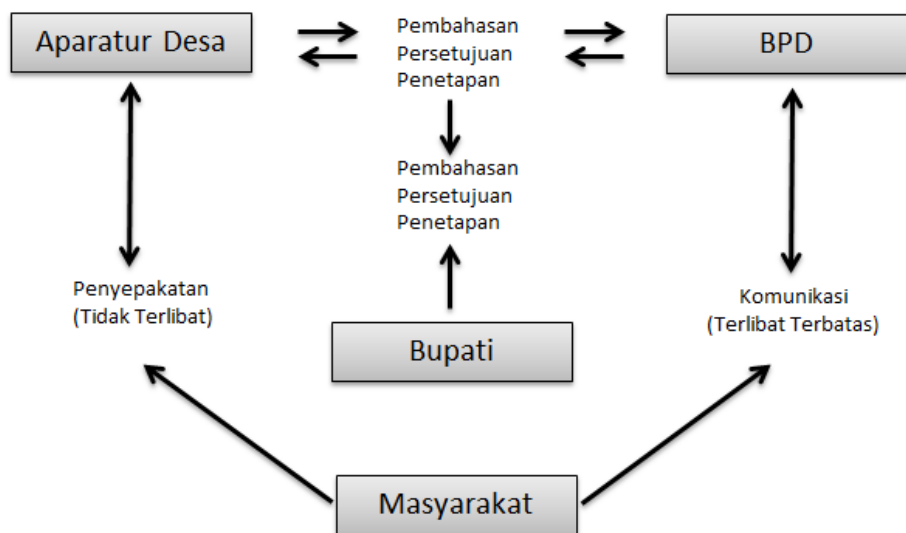 Aparatur Desa
Pembahasan
Persetujuan
Penetapan
BPD
Pembahasan
Persetujuan
Penetapan
Penyepakatan
(Tidak Terlibat)
Komunikasi
(Terlibat Terbatas)
Bupati
Masyarakat